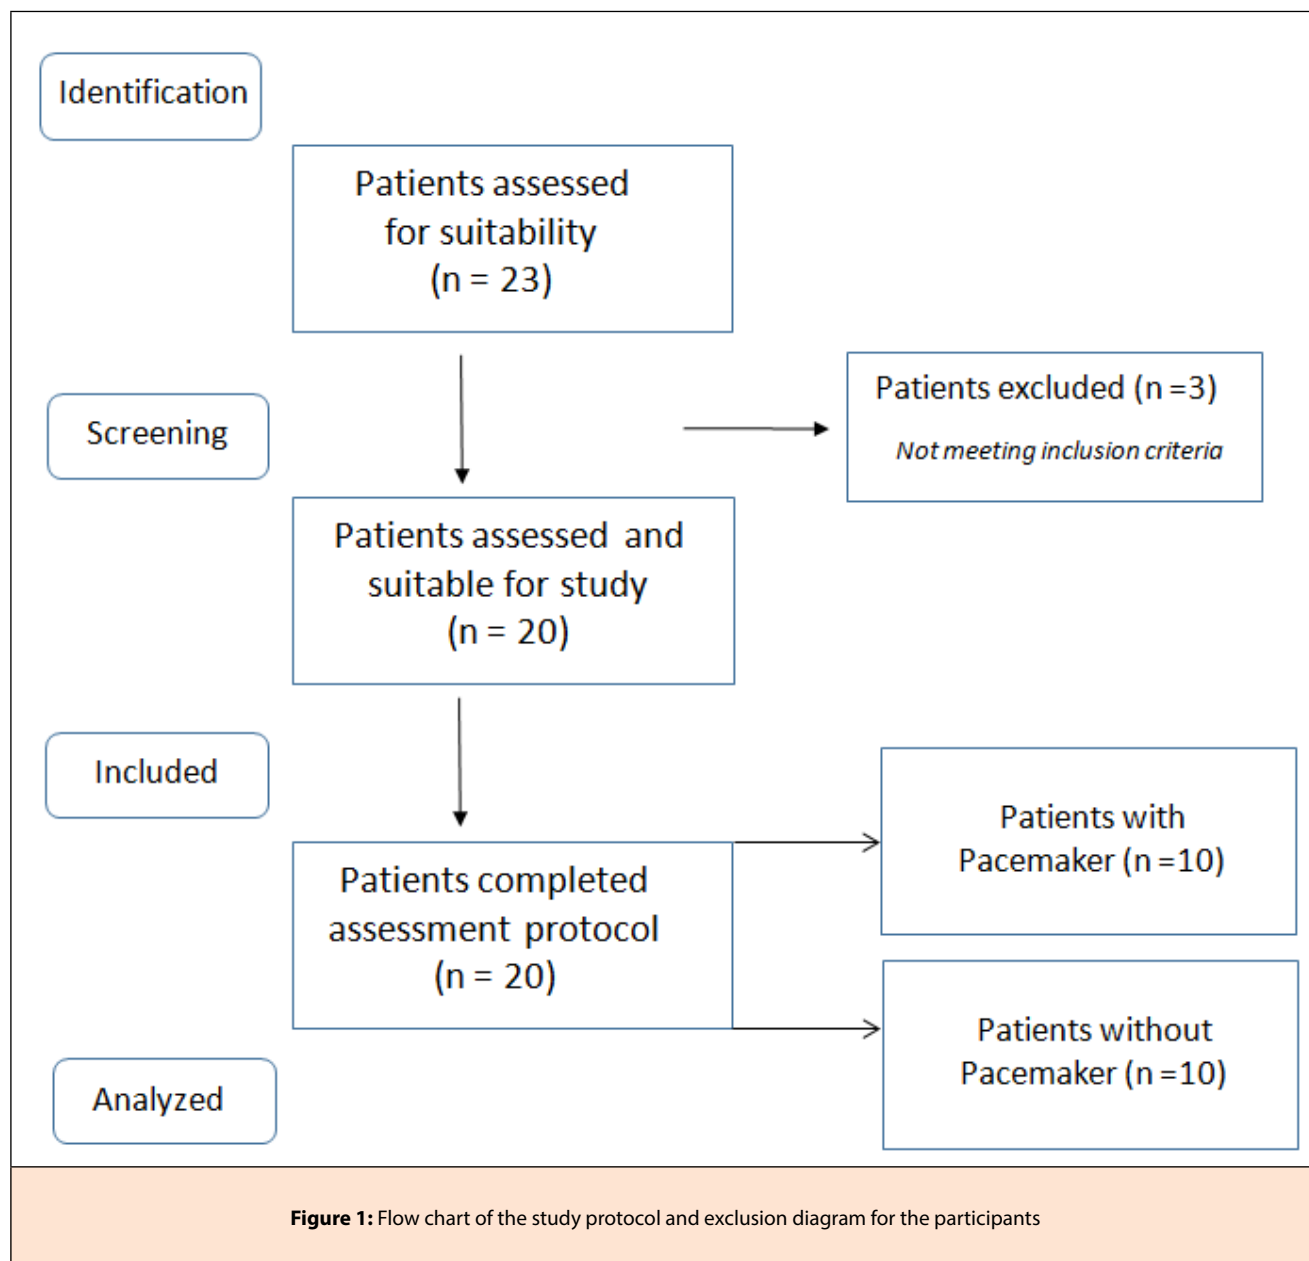 Identification
Patients assessed
for suitability
(n = 23)
Screening
Patients excluded (n =3)
Not meeting inclusion criteria
Patients assessed and
suitable for study
(n = 20)
Included
Patients completed
assessment protocol
(n = 20)
Patients with
Pacemaker (n =10)
Patients without
Pacemaker (n =10)
Analyzed
Figure 1: Flow chart of the study protocol and exclusion diagram for the participants